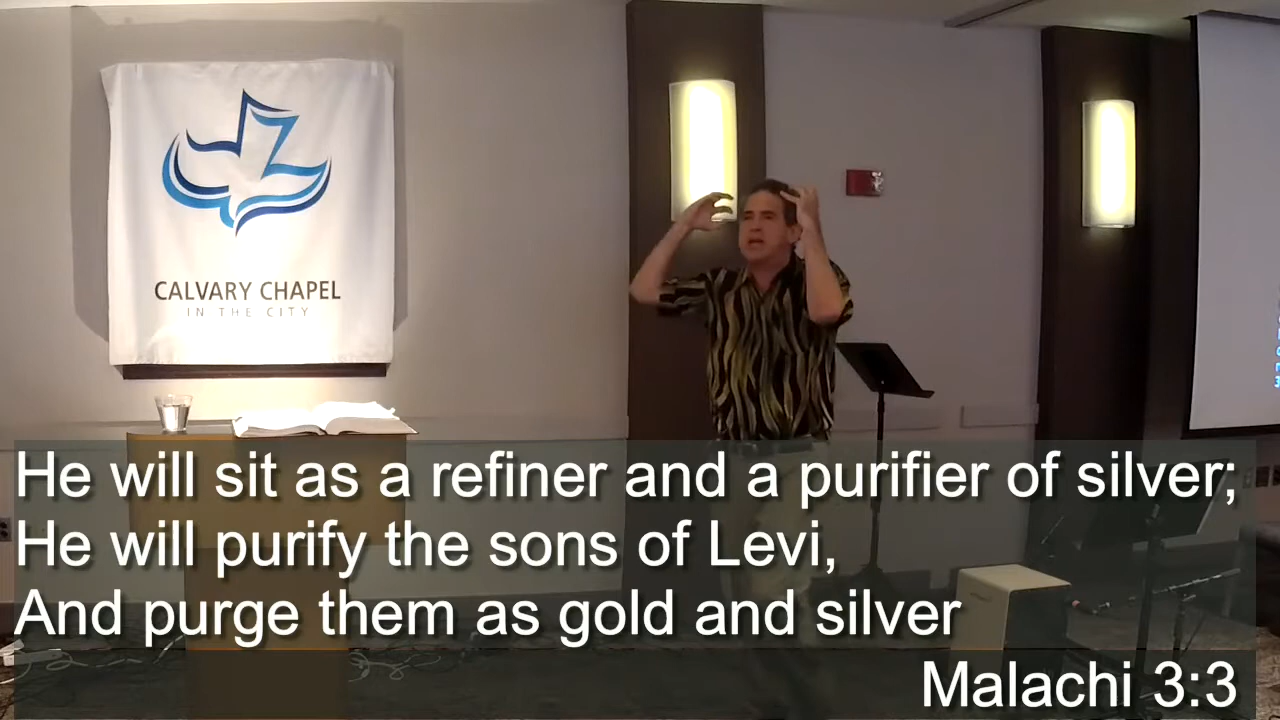 CALVARY CHAPEL
IN THE CITY
He will sit as a refiner and a purifier of silver;
He will purify the sons of Levi,
And purge them as gold and silver
Malachi 3:3